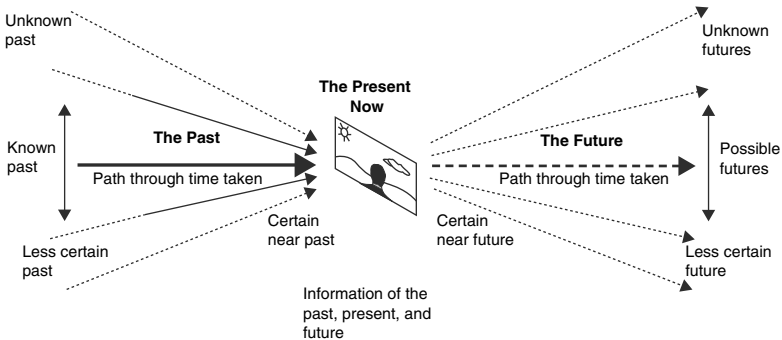 Unknown
past
Known
past
Less certain
past
The Past
Path through time taken
Certain
near past
The Present
Now
Information of the
past, present, and
future
Certain
near future
The Future
Path through time taken
Unknown
futures
Possible
futures
Less certain
future